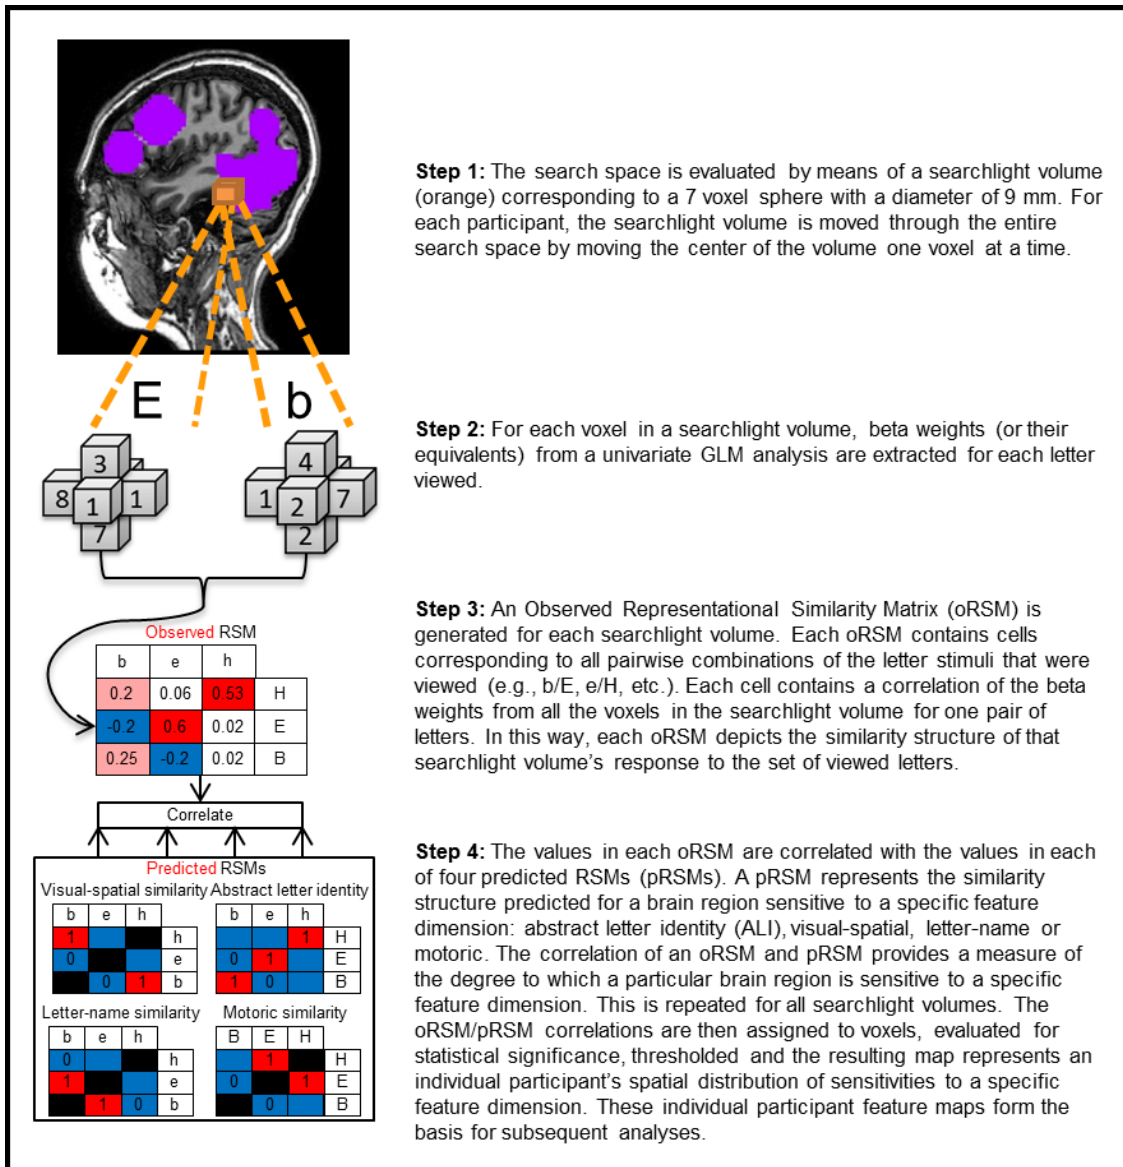 Step 1: The search space is evaluated by means of a searchlight volume
(orange) corresponding to a 7 voxel sphere with a diameter of 9 mm. For
each participant, the searchlight volume is moved through the entire
search space by moving the center of the volume one voxel at a time.
E b
3 4
8 1 1 1 2 7
7 2
Step 2: For each voxel in a searchlight volume, beta weights (or their
equivalents) from a univariate GLM analysis are extracted for each letter
viewed.
Observed RSM
b e h
0.2 0.06 0.53 H
-0.2 0.6 0.02 E
0.25 -0.2 0.02 B
Step 3: An Observed Representational Similarity Matrix (oRSM) is
generated for each searchlight volume. Each oRSM contains cells
corresponding to all pairwise combinations of the letter stimuli that were
viewed (e.g., b/E, e/H, etc.). Each cell contains a correlation of the beta
weights from all the voxels in the searchlight volume for one pair of
letters. In this way, each oRSM depicts the similarity structure of that
searchlight volume's response to the set of viewed letters.
Correlate
Predicted RSMs
Visual-spatial similarity
b e h
1 h
0 e
0 1 b
Abstract letter identity
b e h
1 H
0 1 E
1 0 B
Letter-name similarity
b e h
0 h
1 e
1 0 b
Motoric similarity
B E H
1 H
0 1 E
0 B
Step 4: The values in each oRSM are correlated with the values in each
of four predicted RSMs (pRSMs). A pRSM represents the similarity
structure predicted for a brain region sensitive to a specific feature
dimension: abstract letter identity (ALI), visual-spatial, letter-name or
motoric. The correlation of an oRSM and pRSM provides a measure of
the degree to which a particular brain region is sensitive to a specific
feature dimension. This is repeated for all searchlight volumes. The
oRSM/pRSM correlations are then assigned to voxels, evaluated for
statistical significance, thresholded and the resulting map represents an
individual participant's spatial distribution of sensitivities to a specific
feature dimension. These individual participant feature maps form the
basis for subsequent analyses.